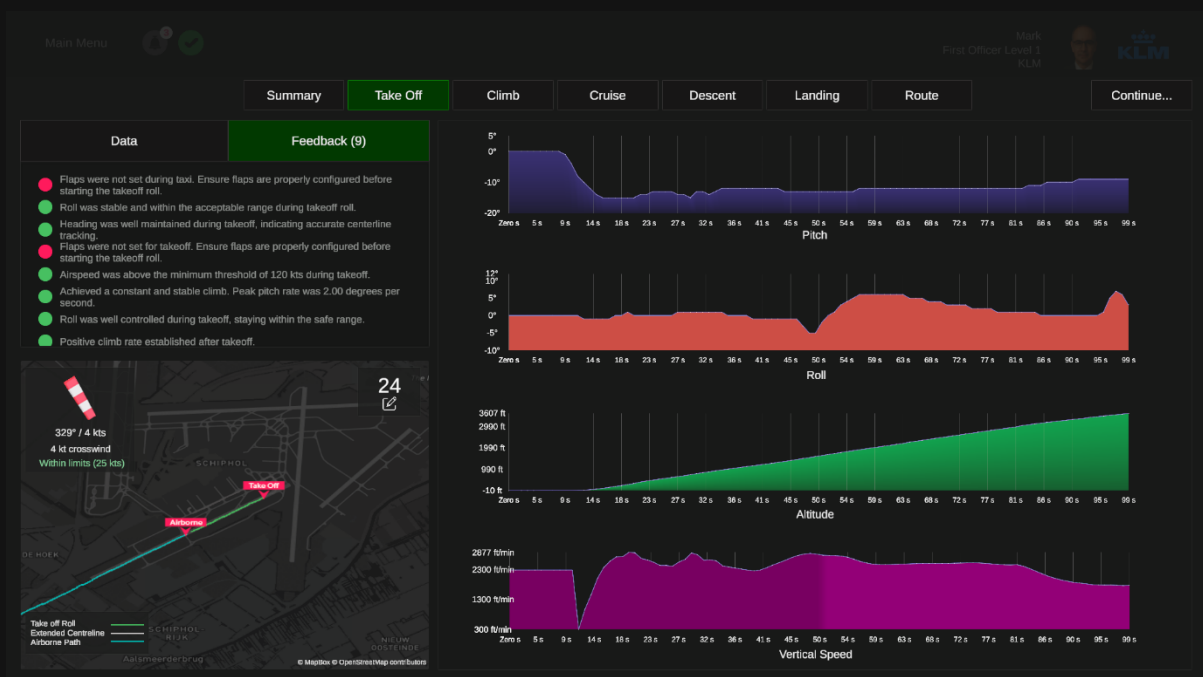 Main Menu
Mark
First Officer Level 1
KLM
KLM
Summary
Take Off
Climb
Cruise
Descent
Landing
Route
Continue...
Data
Feedback (9)
Flaps were not set during taxi. Ensure flaps are properly configured before
starting the takeoff roll.
Roll was stable and within the acceptable range during takeoff roll.
Heading was well maintained during takeoff, indicating accurate centerline
tracking.
Flaps were not set for takeoff. Ensure flaps are properly configured before
starting the takeoff roll.
Airspeed was above the minimum threshold of 120 kts during takeoff.
Achieved a constant and stable climb. Peak pitch rate was 2.00 degrees per
second.
Roll was well controlled during takeoff, staying within the safe range.
Positive climb rate established after takeoff.
329° / 4 kts
4 kt crosswind
Within limits (25 kts)
24
SCHIPHOL
Take Off
Airborne
DE HOEK
Take off Roll
Extended Centreline
Airborne Path
SCHIPHOL
RIJK
Aalsmeerderbrug
NIEUW
OOSTEINDE
© MapBox © OpenStreetMap contributors
5°
0°
-10°
-20°
Zero s 5 s 9 s 14 s 18 s 23 s 27 s 32 s 36 s 41 s 45 s 50 s 54 s 59 s 63 s 68 s 72 s 77 s 81 s 86 s 90 s 95 s 99 s
Pitch
12°
10°
5°
0°
-5°
-10°
Zero s 5 s 9 s 14 s 18 s 23 s 27 s 32 s 36 s 41 s 45 s 50 s 54 s 59 s 63 s 68 s 72 s 77 s 81 s 86 s 90 s 95 s 99 s
Roll
3607 ft
2990 ft
1990 ft
990 ft
-10 ft
Zero s 5 s 9 s 14 s 18 s 23 s 27 s 32 s 36 s 41 s 45 s 50 s 54 s 59 s 63 s 68 s 72 s 77 s 81 s 86 s 90 s 95 s 99 s
Altitude
2877 ft/min
2300 ft/min
1300 ft/min
300 ft/min
Zero s 5 s 9 s 14 s 18 s 23 s 27 s 32 s 36 s 41 s 45 s 50 s 54 s 59 s 63 s 68 s 72 s 77 s 81 s 86 s 90 s 95 s 99 s
Vertical Speed